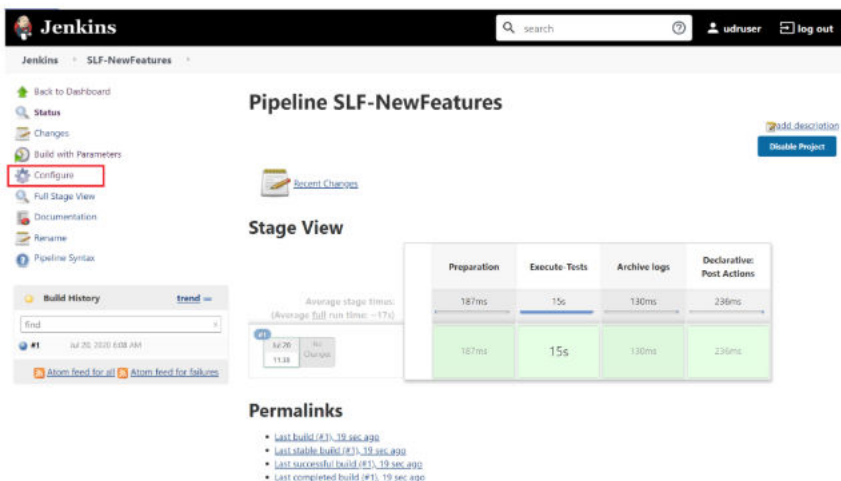 Jenkins
search
udruser
log out
Jenkins
SLF-NewFeatures
Back to Dashboard
Status
Changes
Build with Parameters
Configure
Full Stage View
Documentation
Rename
Pipeline Syntax
Build History
trend
find
x
#1
Jul 20, 2020 6:08 AM
Atom feed for all
Atom feed for failures
Pipeline SLF-NewFeatures
add description
Disable Project
Recent Changes
Stage View
Preparation
Execute-Tests
Archive logs
Declarative:
Post Actions
Average stage times:
(Average full run time: ~17s)
187ms
15s
130ms
236ms
#1
Jul 20
11:38
No
Changes
187ms
15s
130ms
236ms
Permalinks
Last build (#1), 19 sec ago
Last stable build (#1), 19 sec ago
Last successful build (#1), 19 sec ago
Last completed build (#1), 19 sec ago